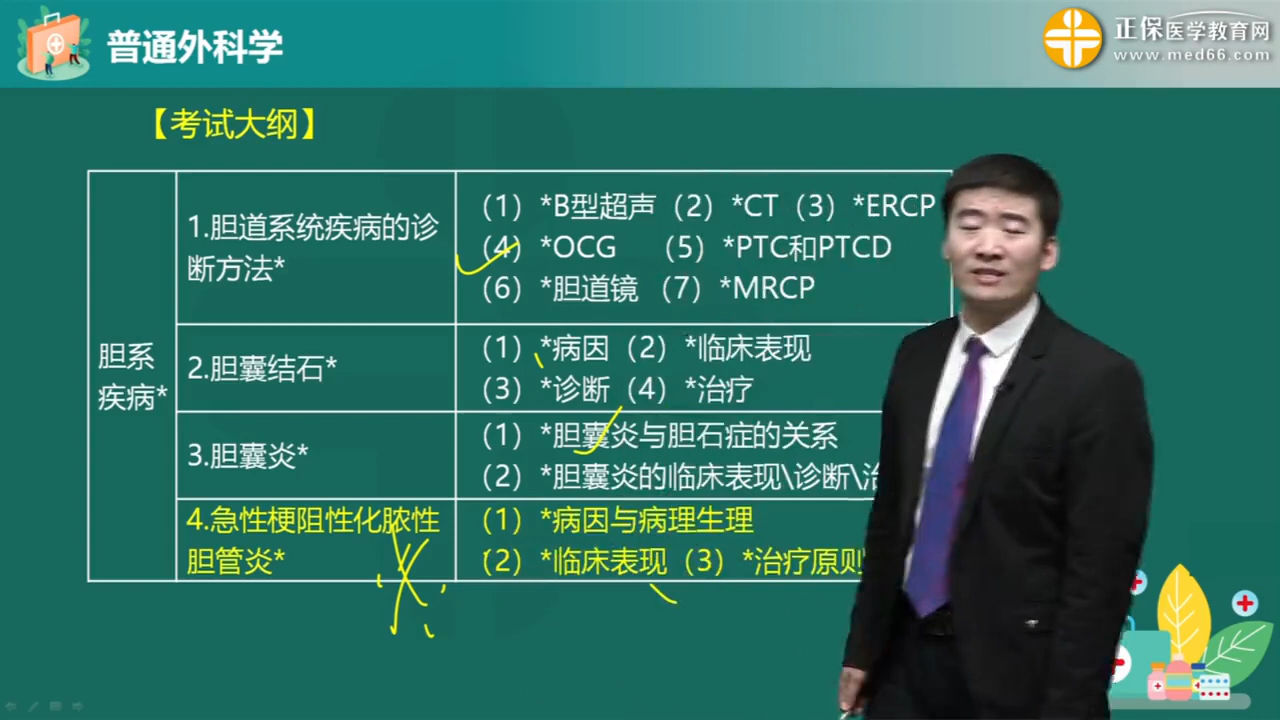 普通外科学
正保医学教育网
www.med66.com
【考试大纲】
胆系
疾病*
1.胆道系统疾病的诊
断方法*
（1）*B型超声（2）*CT（3）*ERCP
（4）*OCG （5）*PTC和PTCD
（6）*胆道镜 （7）*MRCP
2.胆囊结石*
（1）*病因（2）*临床表现
（3）*诊断（4）*治疗
3.胆囊炎*
（1）*胆囊炎与胆石症的关系
（2）*胆囊炎的临床表现\诊断\治
4.急性梗阻性化脓性
胆管炎*
（1）*病因与病理生理
（2）*临床表现（3）*治疗原则